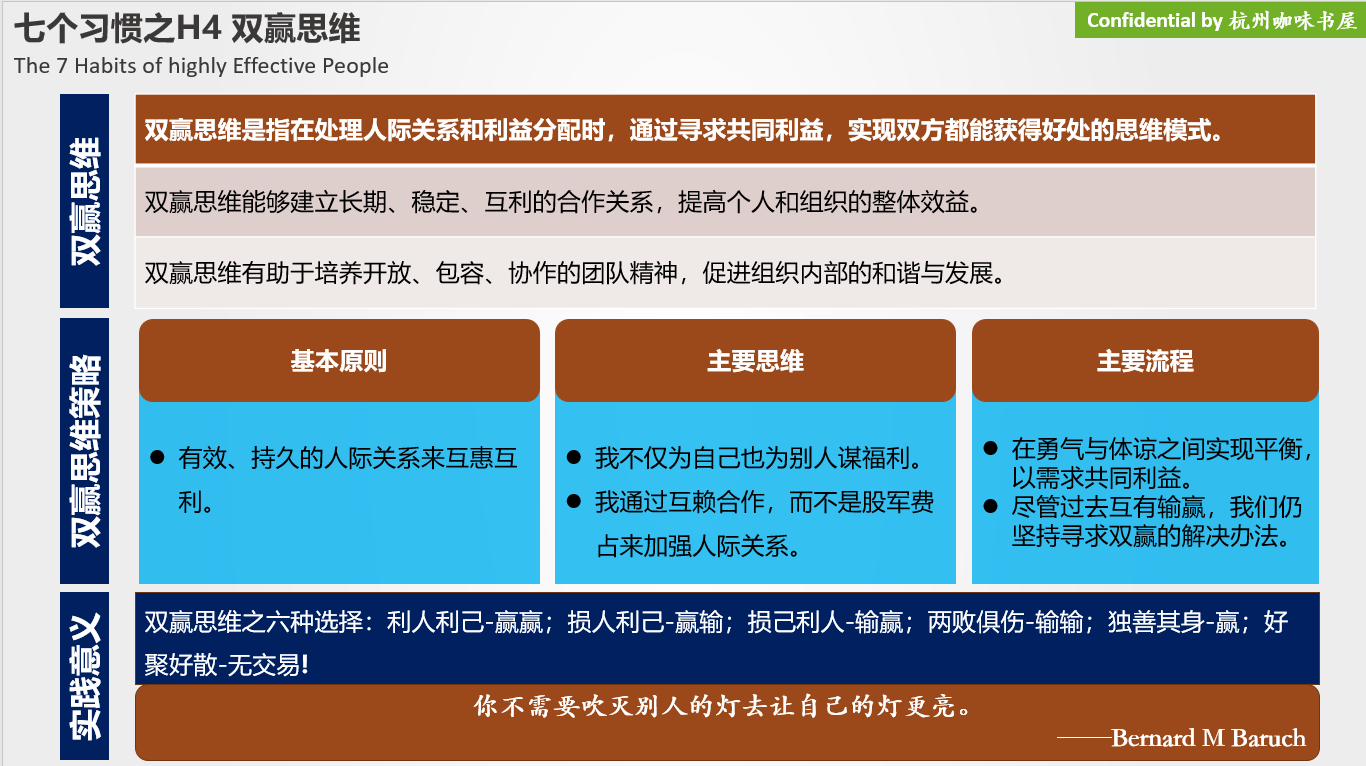 七个习惯之H4 双赢思维
Confidential by 杭州咖味书屋
The 7 Habits of highly Effective People
双赢思维
双赢思维是指在处理人际关系和利益分配时，通过寻求共同利益，实现双方都能获得好处的思维模式。
双赢思维能够建立长期、稳定、互利的合作关系，提高个人和组织的整体效益。
双赢思维有助于培养开放、包容、协作的团队精神，促进组织内部的和谐与发展。
双赢思维策略
基本原则
● 有效、持久的人际关系来互惠互
利。
主要思维
● 我不仅为自己也为别人谋福利。
● 我通过互赖合作，而不是股军费
占来加强人际关系。
主要流程
● 在勇气与体谅之间实现平衡，
以需求共同利益。
● 尽管过去互有输赢，我们仍
坚持寻求双赢的解决办法。
实践意义
双赢思维之六种选择：利人利己-赢赢；损人利己-赢输；损己利人-输赢；两败俱伤-输输；独善其身-赢；好
聚好散-无交易!
你不需要吹灭别人的灯去让自己的灯更亮。
——Bernard M Baruch